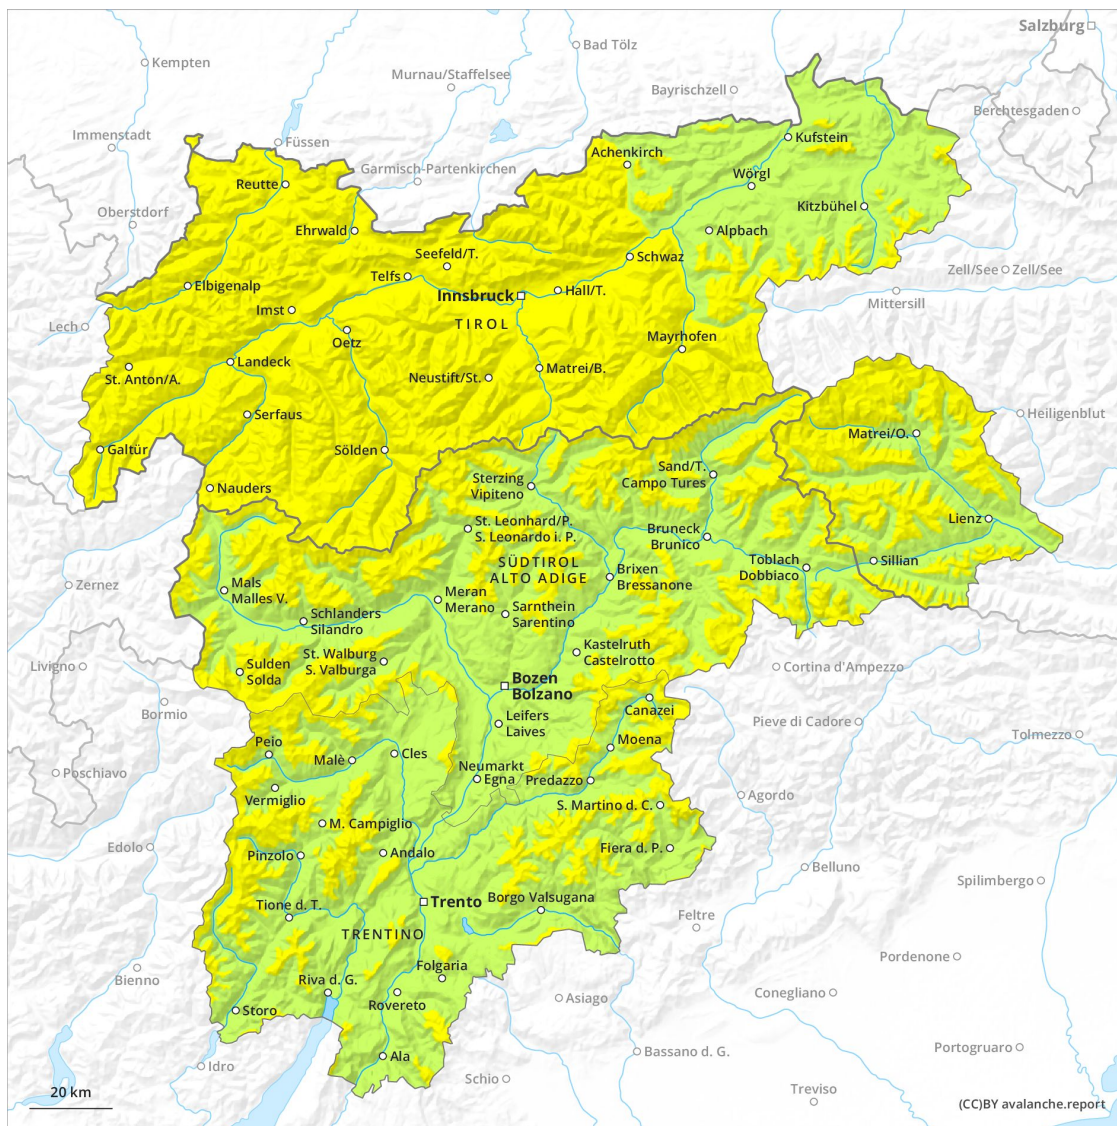 Salzburg
Bad Tölz
Kempten
Murnau/Staffelsee
Bayrischzell
Berchtesgaden
Immenstadt
Füssen
Kufstein
Achenkirch
Garmisch-Partenkirchen
Wörgl
Reutte
Kitzbühel
Oberstdorf
Ehrwald
Alpbach
Seefeld/T.
Schwaz
Telfs
Zell/See
Zell/See
Elbigenalp
Innsbruck
Hall/T.
Mittersill
Imst
TIROL
Lech
Oetz
Mayrhofen
Landeck
Matrei/B.
St. Anton/A.
Neustift/St.
Serfaus
Heiligenblut
Matrei/O.
Galtür
Sölden
Sand/T.
Campo Tures
Sterzing
Vipiteno
Nauders
Lienz
St. Leonhard/P.
S. Leonardo i. P.
Bruneck
Brunico
SÜDTIROL
ALTO ADIGE
Toblach
Dobbiaco
Sillian
Brixen
Bressanone
Zernez
Mals
Malles V.
Meran
Merano
Schlanders
Silandro
Sarnthein
Sarentino
Kastelruth
Castelrotto
St. Walburg
S. Valburga
Livigno
Sulden
Solda
Cortina d'Ampezzo
Bozen
Bolzano
Bormio
Canazei
Leifers
Laives
Pieve di Cadore
Tolmezzo
Peio
Moena
Malè
Cles
Poschiavo
Neumarkt
Egna
Predazzo
Vermiglio
Agordo
S. Martino d. C.
M. Campiglio
Edolo
Pinzolo
Andalo
Fiera d. P.
Belluno
Spilimbergo
Tione d. T.
Trento
Borgo Valsugana
Feltre
TRENTINO
Pordenone
Folgaria
Bienno
Riva d. G.
Rovereto
Asiago
Conegliano
Storo
Portogruaro
Bassano d. G.
Ala
Idro
Schio
Treviso
20 km
(CC)BY avalanche.report